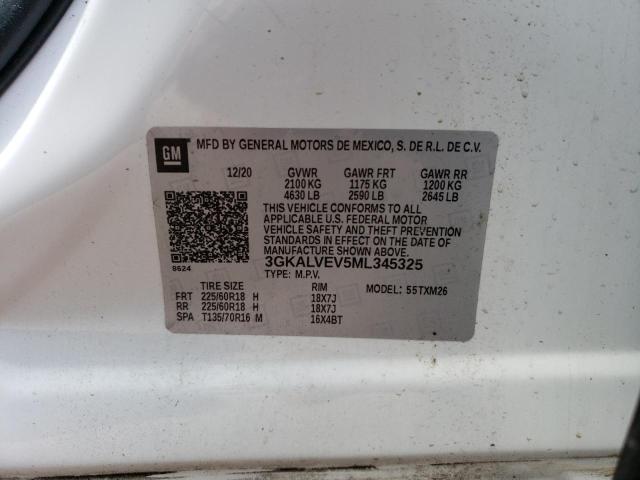 GM
MFD BY GENERAL MOTORS DE MEXICO, S. DE R.L. DE C.V.
12/20 GVWR GAWR FRT GAWR RR
2100 KG 1175 KG 1200 KG
4630 LB 2590 LB 2645 LB
THIS VEHICLE CONFORMS TO ALL
APPLICABLE U.S. FEDERAL MOTOR
VEHICLE SAFETY AND THEFT PREVENTION
STANDARDS IN EFFECT ON THE DATE OF
MANUFACTURE SHOWN ABOVE.
8624
3GKALVEV5ML345325
TYPE: M.P.V.
TIRE SIZE RIM MODEL: 55TXM26
FRT 225/60R18 H 18X7J
RR 225/60R18 H 18X7J
SPA T135/70R16 M 16X4BT